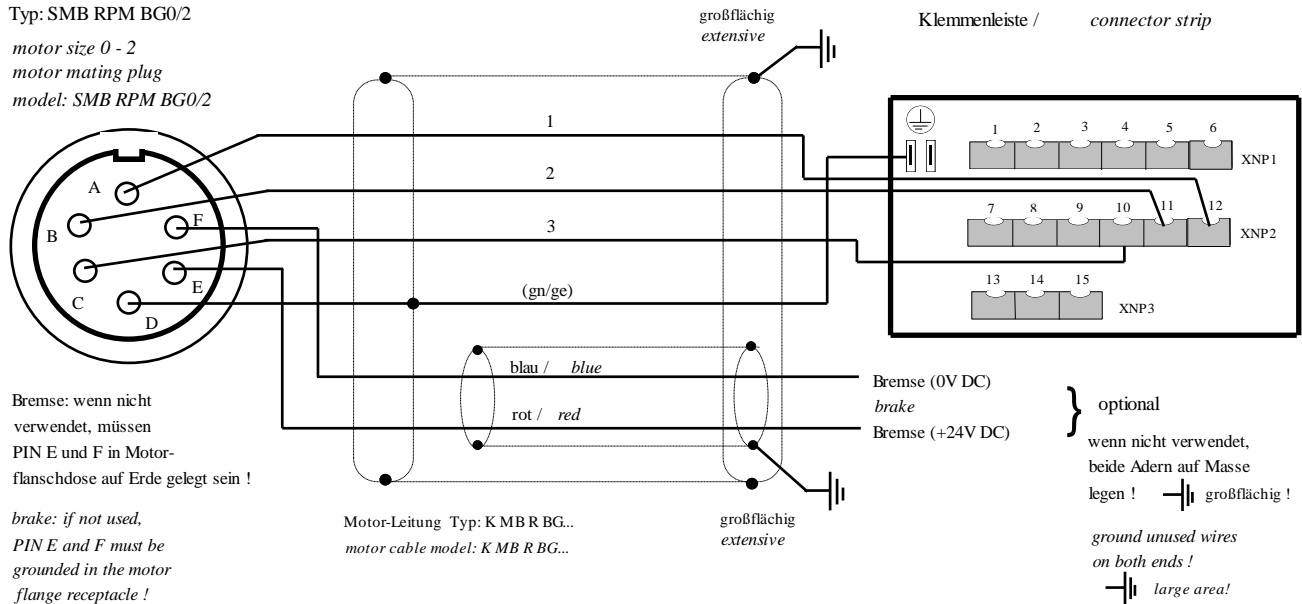 Typ: SMB RPM BG0/2
motor size 0 - 2
motor mating plug
model: SMB RPM BG0/2
großflächig
extensive
Klemmenleiste / connector strip
A
B
C
D
E
F
1
2
3
(gn/ge)
blau / blue
rot / red
1 2 3 4 5 6
XNP1
7 8 9 10 11 12
XNP2
13 14 15
XNP3
Bremse (0V DC)
brake
Bremse (+24V DC)
} optional
wenn nicht verwendet,
beide Adern auf Masse
legen ! großflächig !
ground unused wires
on both ends !
large area!
Bremse: wenn nicht
verwendet, müssen
PIN E und F in Motor-
flanschdose auf Erde gelegt sein !
brake: if not used,
PIN E and F must be
grounded in the motor
flange receptacle !
Motor-Leitung Typ: K MB R BG...
motor cable model: K MB R BG...
großflächig
extensive